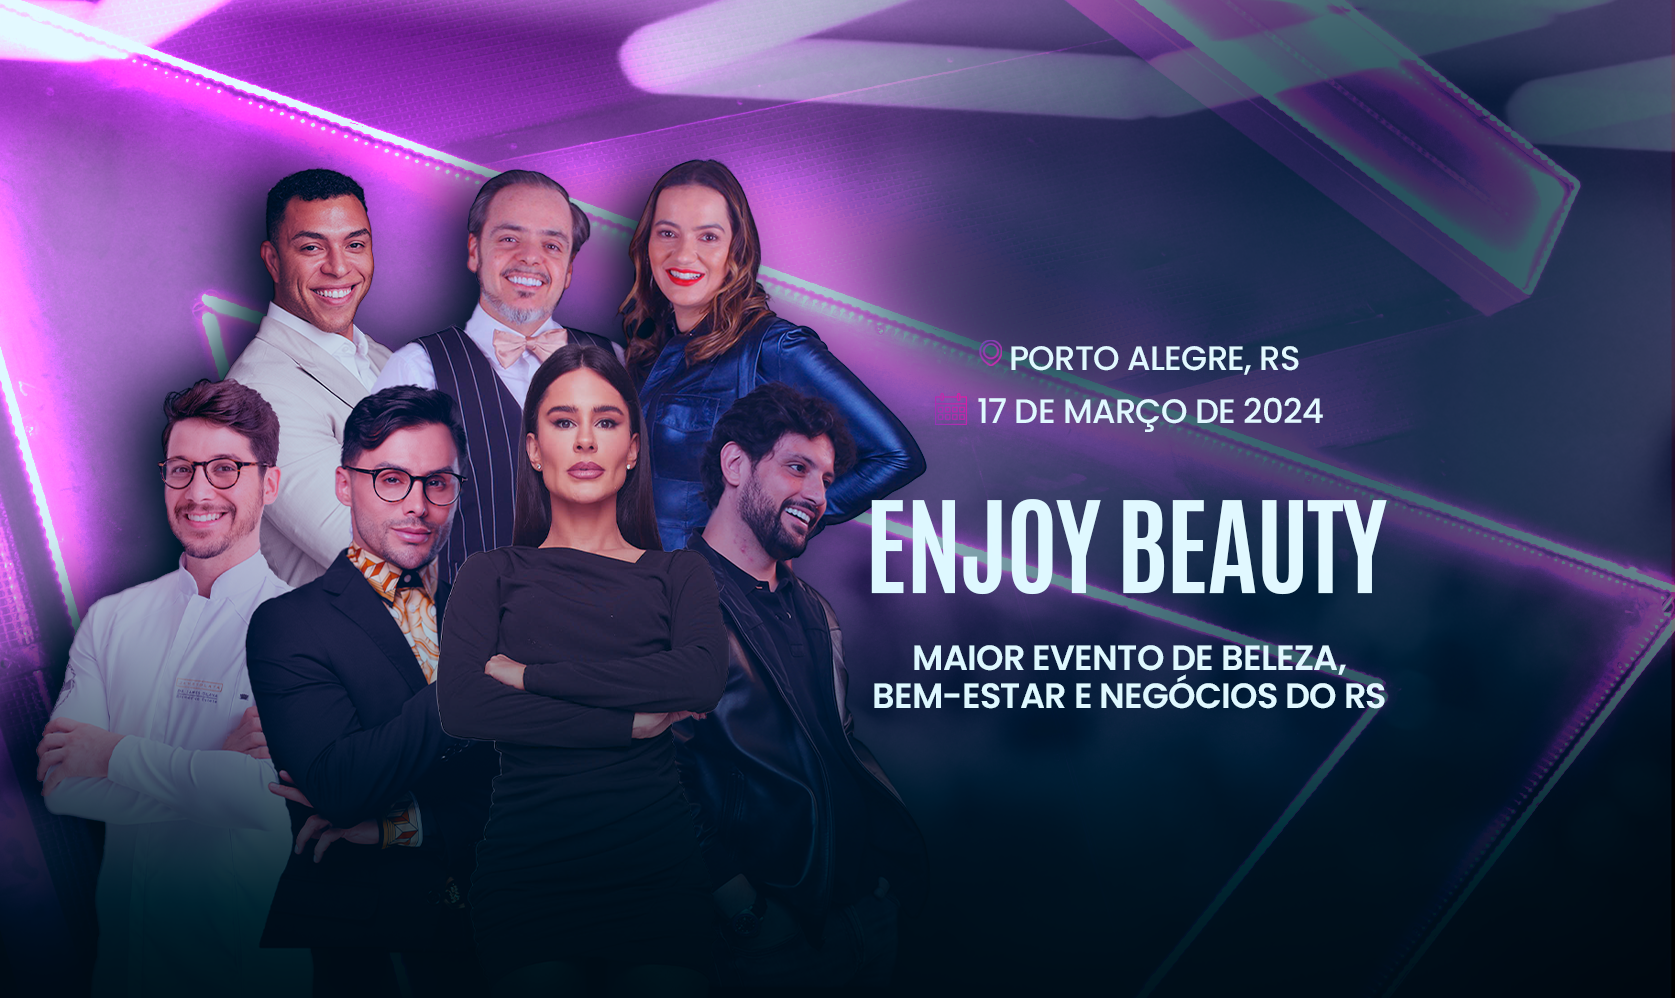 PORTO ALEGRE, RS
17 DE MARÇO DE 2024
ENJOY BEAUTY
MAIOR EVENTO DE BELEZA,
BEM-ESTAR E NEGÓCIOS DO RS